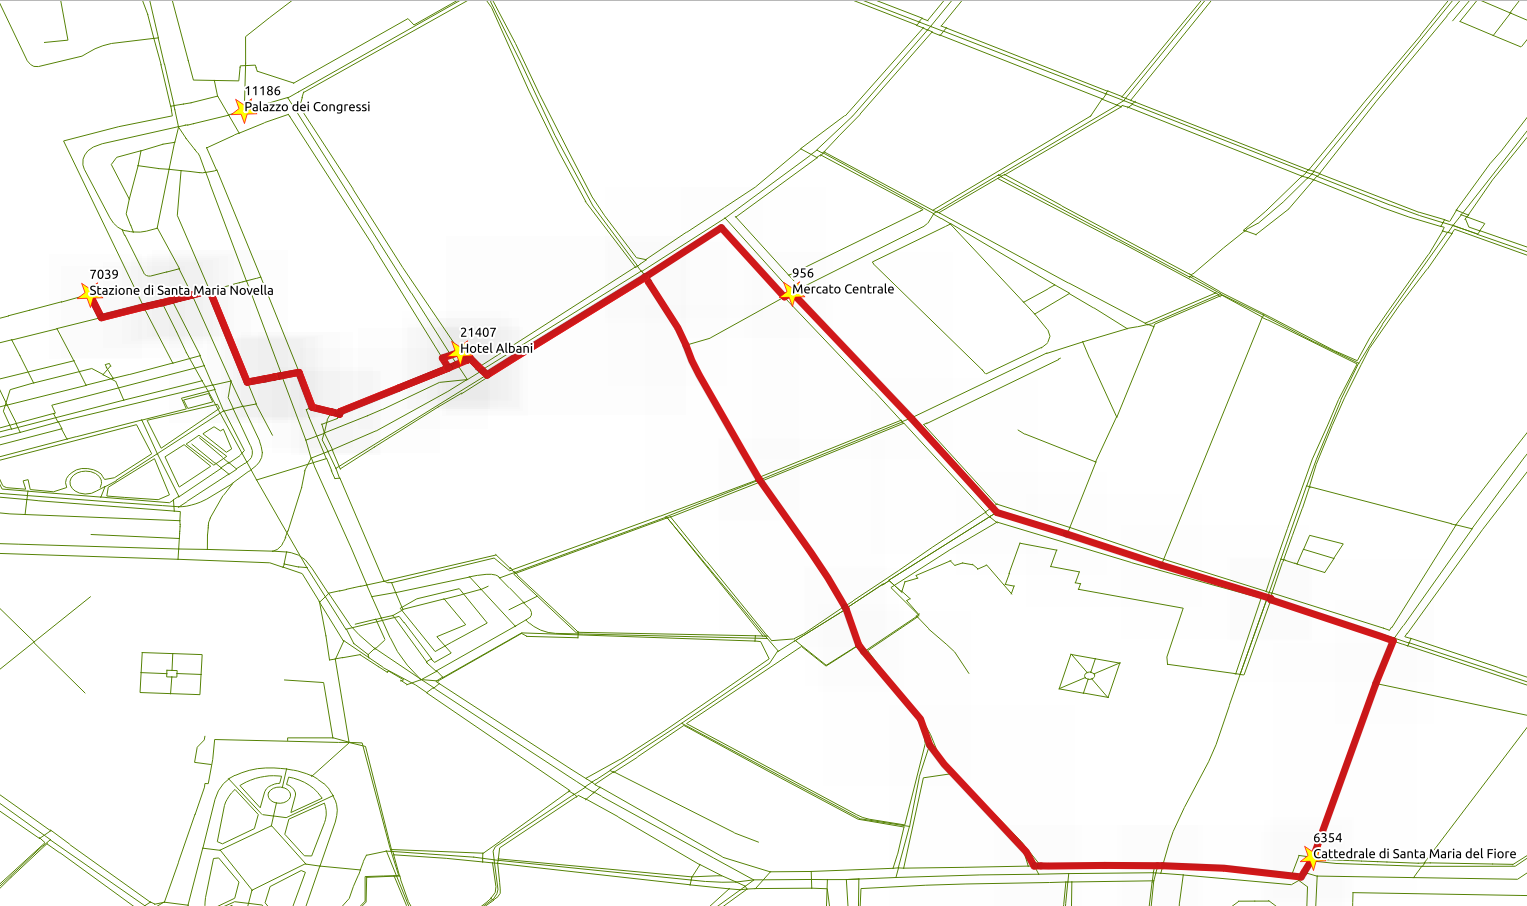 11186
Palazzo dei Congressi
7039
Stazione di Santa Maria Novella
956
Mercato Centrale
21407
Hotel Albani
6354
Cattedrale di Santa Maria del Fiore